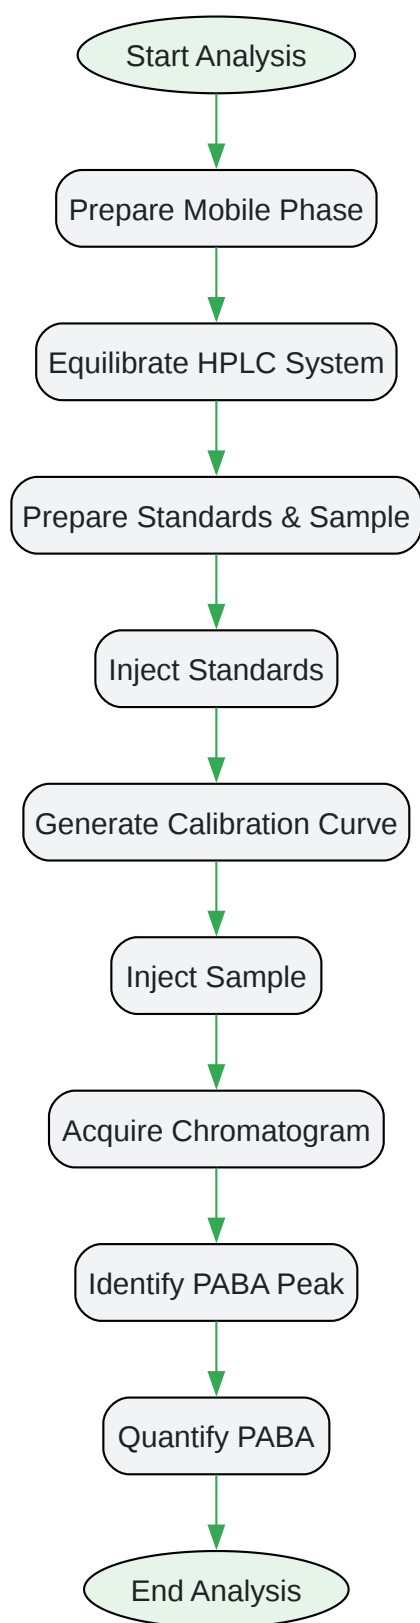 Start Analysis
Prepare Mobile Phase
Equilibrate HPLC System
Prepare Standards & Sample
Inject Standards
Generate Calibration Curve
Inject Sample
Acquire Chromatogram
Identify PABA Peak
Quantify PABA
End Analysis